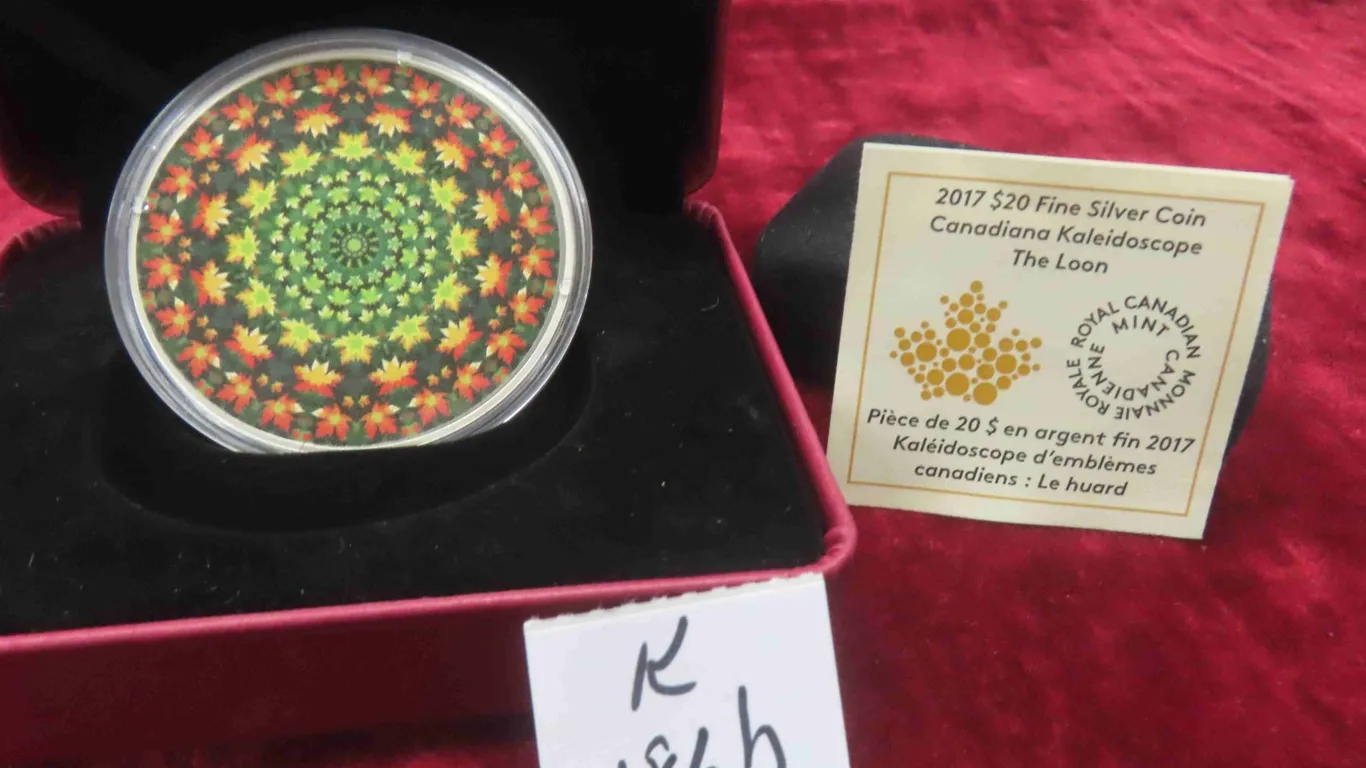 2017 $20 Fine Silver Coin
Canadiana Kaleidoscope
The Loon
ROYAL CANADIAN MINT
MONNAIE ROYALE CANADIENNE
Pièce de 20 $ en argent fin 2017
Kaléidoscope d'emblèmes
canadiens : Le huard
K